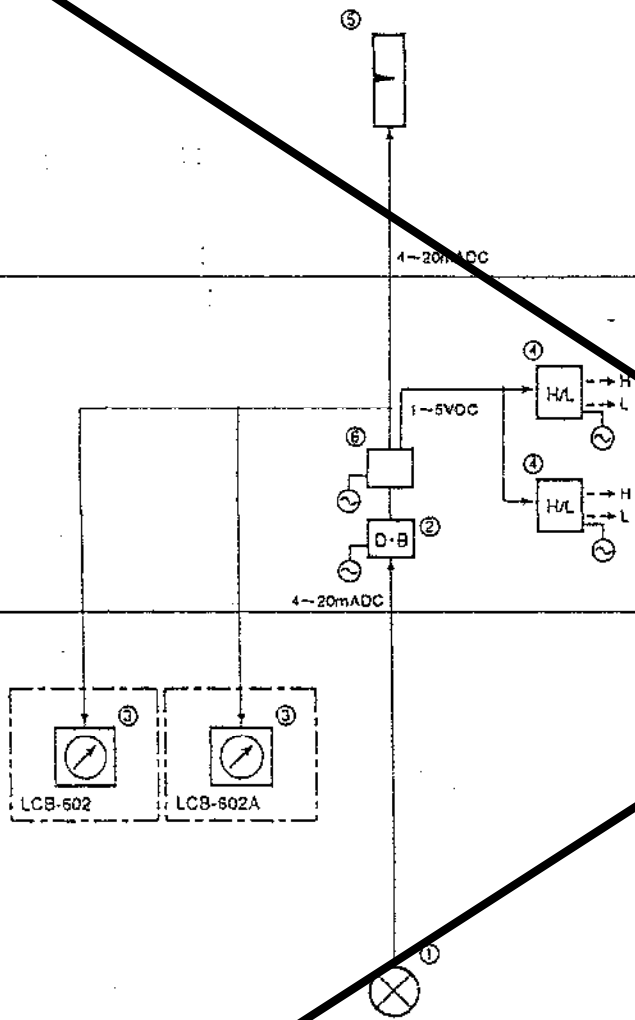 ⑤
4~20mADC
④
H/L
H
L
1~5VDC
⑥
④
H/L
H
L
D·B
②
4~20mADC
③
③
LCB-602
LCB-602A
①